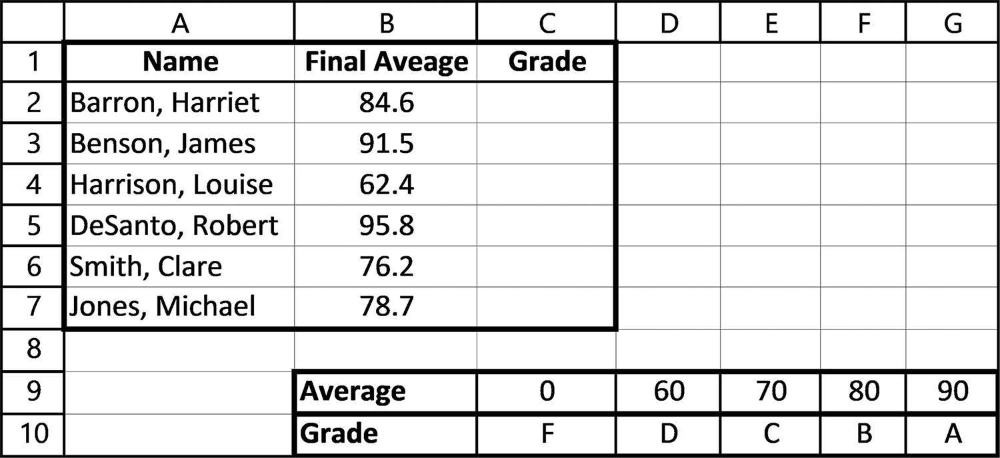 A B C D E F G
1 Name Final Aveage Grade
2 Barron, Harriet 84.6
3 Benson, James 91.5
4 Harrison, Louise 62.4
5 DeSanto, Robert 95.8
6 Smith, Clare 76.2
7 Jones, Michael 78.7
8
9 Average 0 60 70 80 90
10 Grade F D C B A